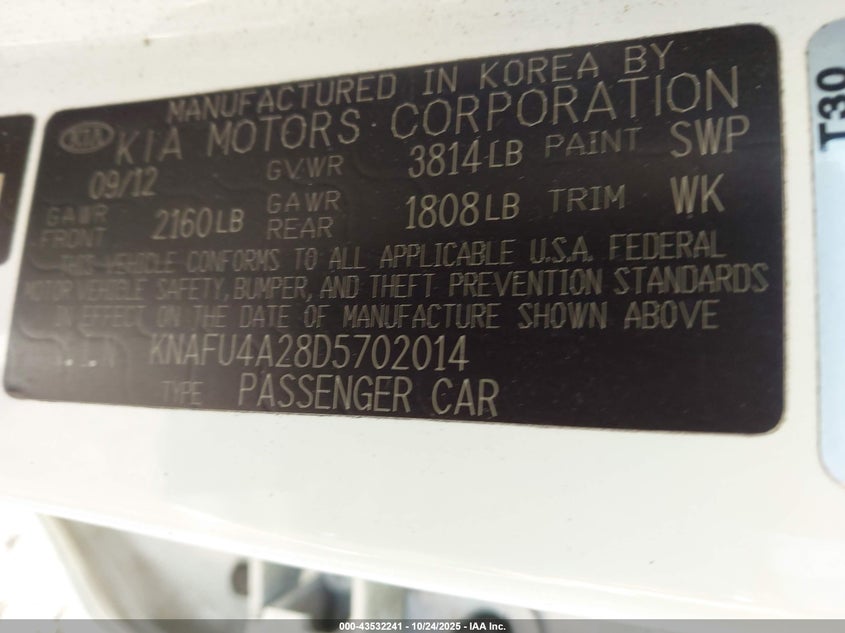 MANUFACTURED IN KOREA BY
KIA KIA MOTORS CORPORATION
09/12 GVWR 3814LB PAINT SWP
GAWR FRONT 2160LB GAWR REAR 1808LB TRIM WK
THIS VEHICLE CONFORMS TO ALL APPLICABLE U.S.A. FEDERAL
MOTOR VEHICLE SAFETY, BUMPER, AND THEFT PREVENTION STANDARDS
IN EFFECT ON THE DATE OF MANUFACTURE SHOWN ABOVE
KNAFU4A28D5702014
TYPE PASSENGER CAR
T30
000-43532241 - 10/24/2025 - IAA Inc.